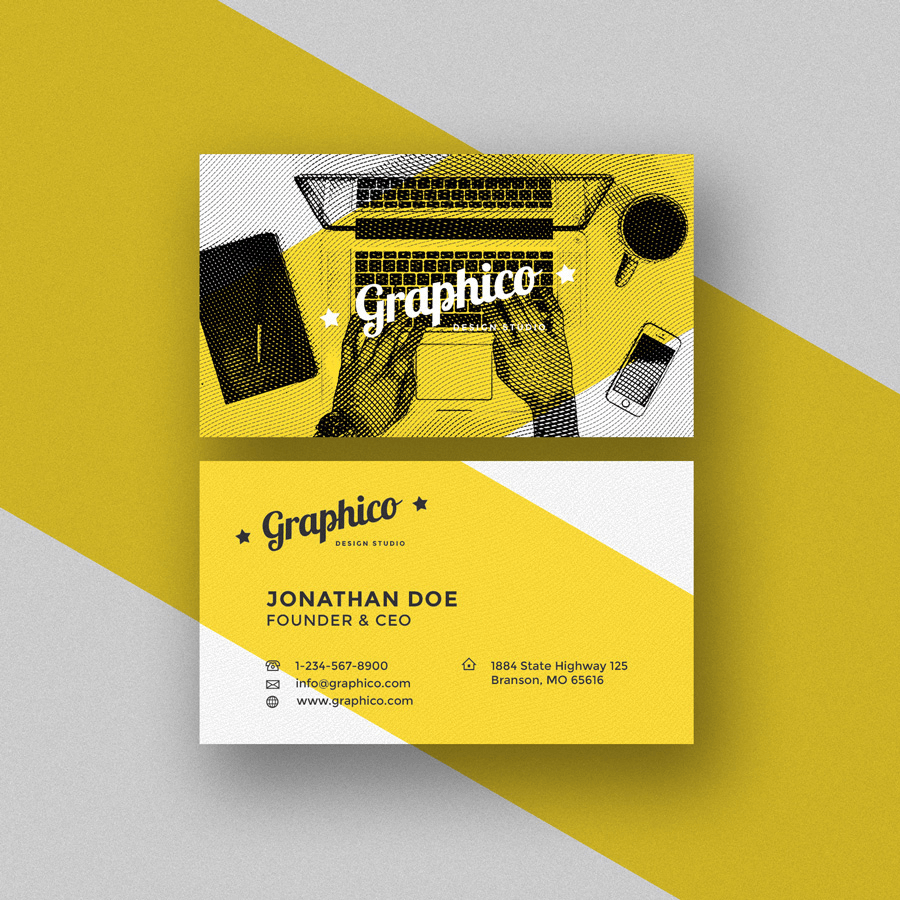 Graphico
DESIGN STUDIO
Graphico
DESIGN STUDIO
JONATHAN DOE
FOUNDER & CEO
1-234-567-8900
info@graphico.com
www.graphico.com
1884 State Highway 125
Branson, MO 65616